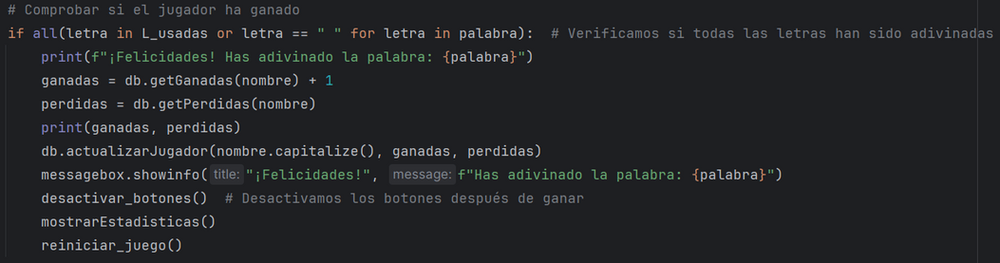 # Comprobar si el jugador ha ganado
if all(letra in L_usadas or letra == " " for letra in palabra):  # Verificamos si todas las letras han sido adivinadas
    print(f"¡Felicidades! Has adivinado la palabra: {palabra}")
    ganadas = db.getGanadas(nombre) + 1
    perdidas = db.getPerdidas(nombre)
    print(ganadas, perdidas)
    db.actualizarJugador(nombre.capitalize(), ganadas, perdidas)
    messagebox.showinfo( title: "¡Felicidades!", message: f"Has adivinado la palabra: {palabra}")
    desactivar_botones()  # Desactivamos los botones después de ganar
    mostrarEstadisticas()
    reiniciar_juego()